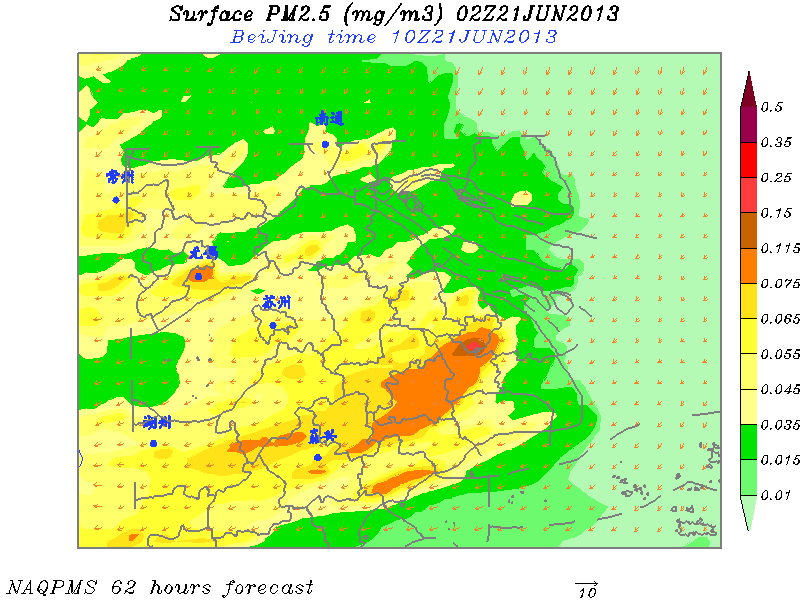 Surface PM2.5 (mg/m3) 02Z21JUN2013
BeiJing time 10Z21JUN2013
南通
常州
无锡
苏州
湖州
嘉兴
0.5
0.35
0.25
0.15
0.115
0.075
0.065
0.055
0.045
0.035
0.015
0.01
NAQPMS 62 hours forecast
10